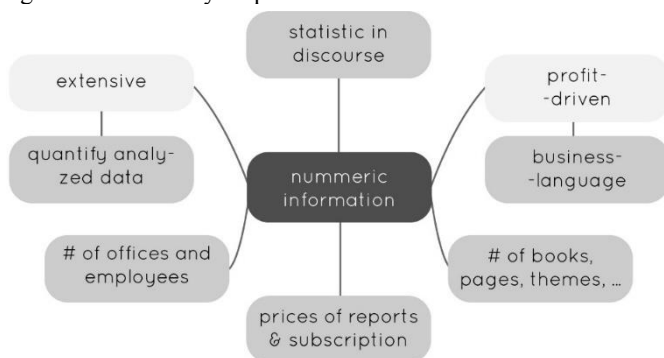 statistic in
discourse
extensive
profit-
-driven
quantify analy-
zed data
nummeric
information
business-
-language
# of offices and
employees
# of books,
pages, themes, ...
prices of reports
& subscription